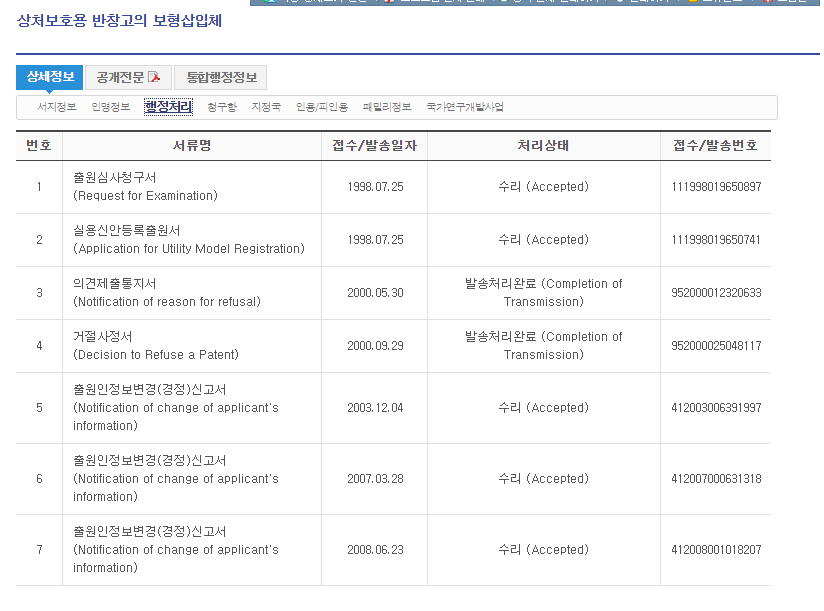 상처보호용 반창고의 보형삽입체
상세정보 공개전문 통합행정정보
서지정보 인명정보 행정처리 청구항 지정국 인용/피인용 패밀리정보 국가연구개발사업
번호 서류명 접수/발송일자 처리상태 접수/발송번호
1 출원심사청구서 1998.07.25 수리 (Accepted) 111998019650897
(Request for Examination)
2 실용신안등록출원서 1998.07.25 수리 (Accepted) 111998019650741
(Application for Utility Model Registration)
3 의견제출통지서 2000.05.30 발송처리완료 (Completion of 952000012320633
(Notification of reason for refusal) Transmission)
4 거절사정서 2000.09.29 발송처리완료 (Completion of 952000025048117
(Decision to Refuse a Patent) Transmission)
출원인정보변경(경정)신고서
5 (Notification of change of applicant's 2003.12.04 수리 (Accepted) 412003006391997
information)
출원인정보변경(경정)신고서
6 (Notification of change of applicant's 2007.03.28 수리 (Accepted) 412007000631318
information)
출원인정보변경(경정)신고서
7 (Notification of change of applicant's 2008.06.23 수리 (Accepted) 412008001018207
information)